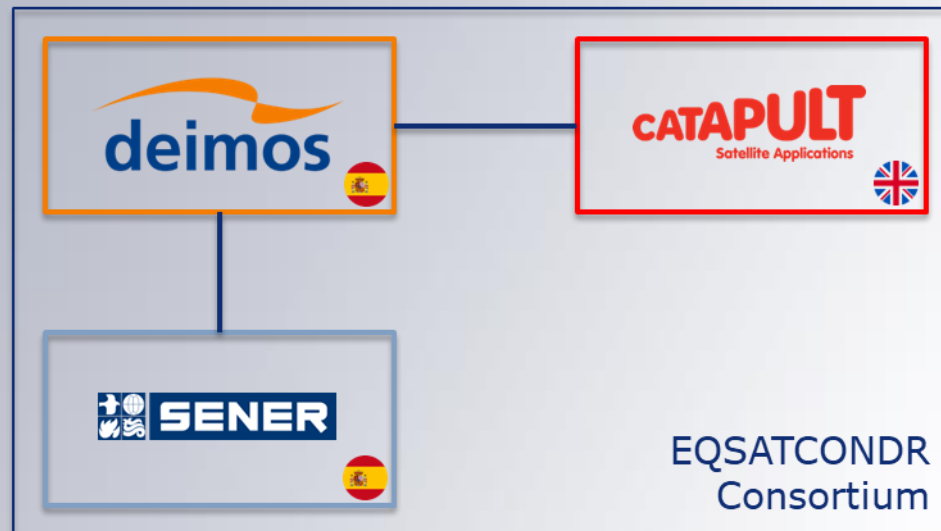 deimos
CATAPULT
Satellite Applications
SENER
EQSATCONDR
Consortium